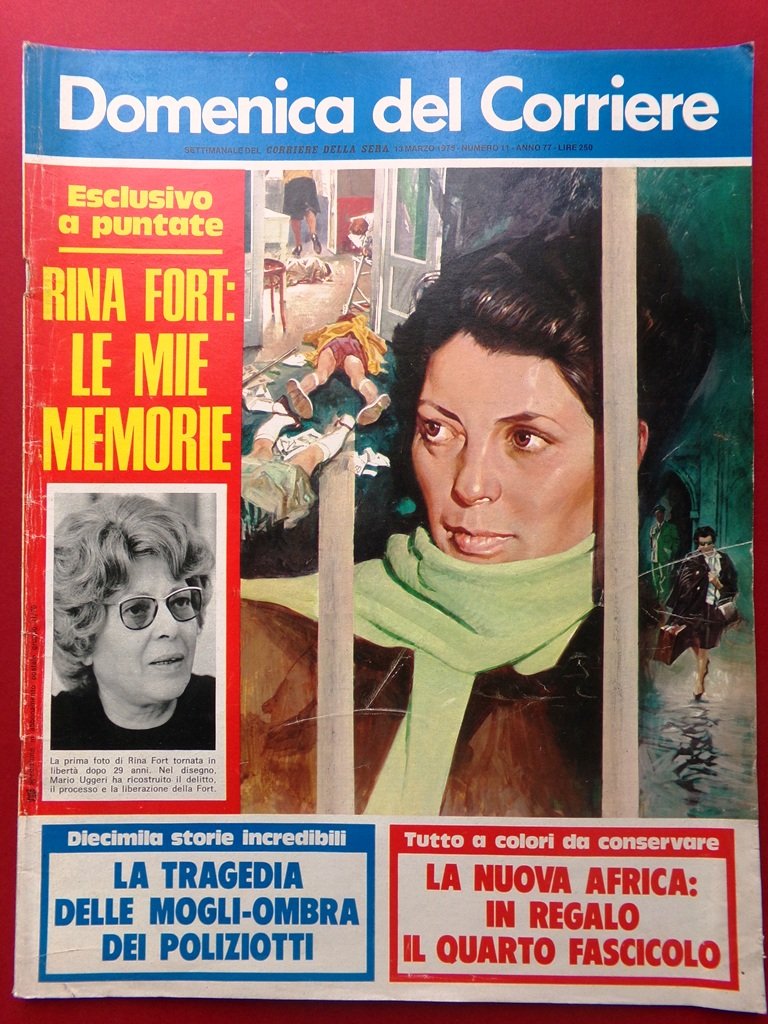 Domenica del Corriere
SETTIMANALE DEL CORRIERE DELLA SERA 13 MARZO 1975 - NUMERO 11 - ANNO 77 - LIRE 250
Esclusivo
a puntate
RINA FORT:
LE MIE
MEMORIE
La prima foto di Rina Fort tornata in
libertà dopo 29 anni. Nel disegno,
Mario Uggeri ha ricostruito il delitto,
il processo e la liberazione della Fort.
Diecimila storie incredibili
LA TRAGEDIA
DELLE MOGLI-OMBRA
DEI POLIZIOTTI
Tutto a colori da conservare
LA NUOVA AFRICA:
IN REGALO
IL QUARTO FASCICOLO